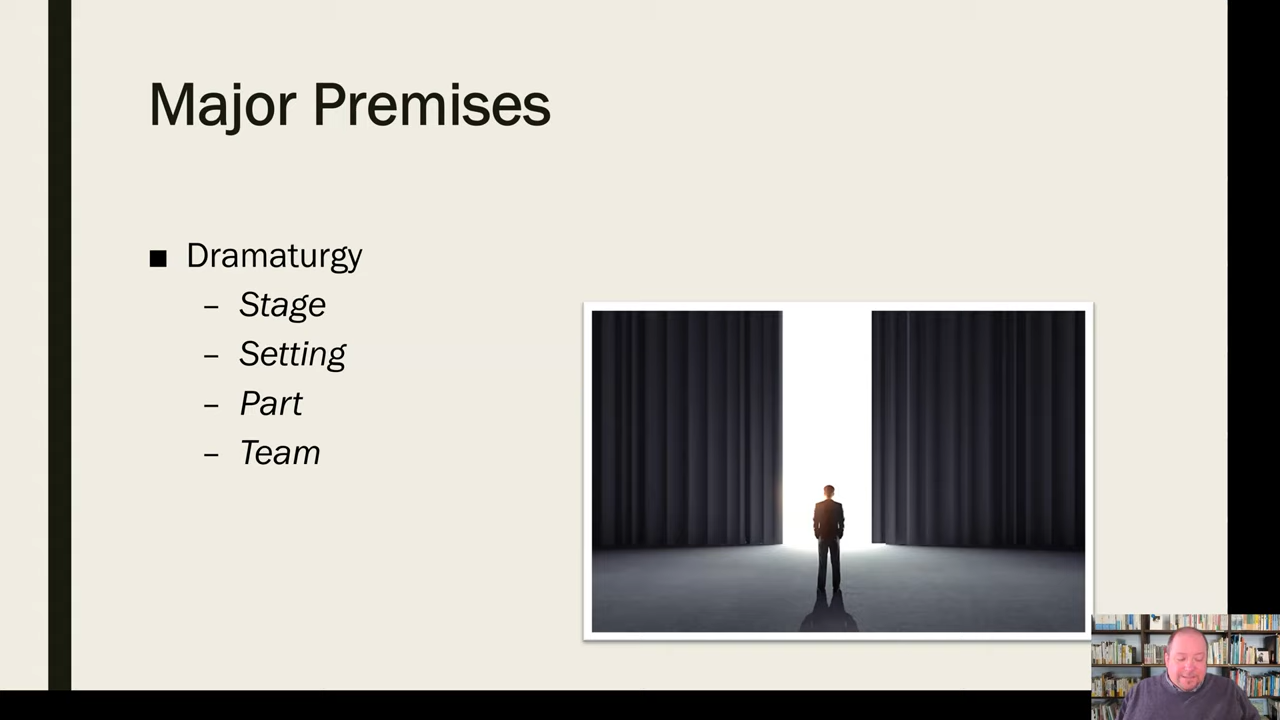 Major Premises
■ Dramaturgy
– Stage
– Setting
– Part
– Team